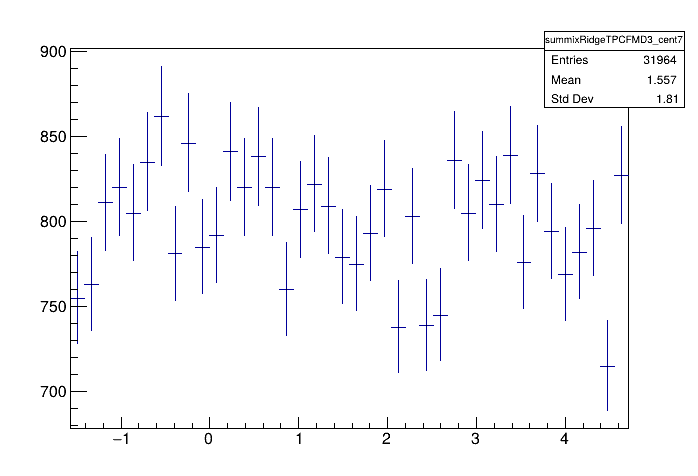 summixRidgeTPCFMD3_cent7
Entries 31964
Mean 1.557
Std Dev 1.81
900
850
800
750
700
−1 0 1 2 3 4